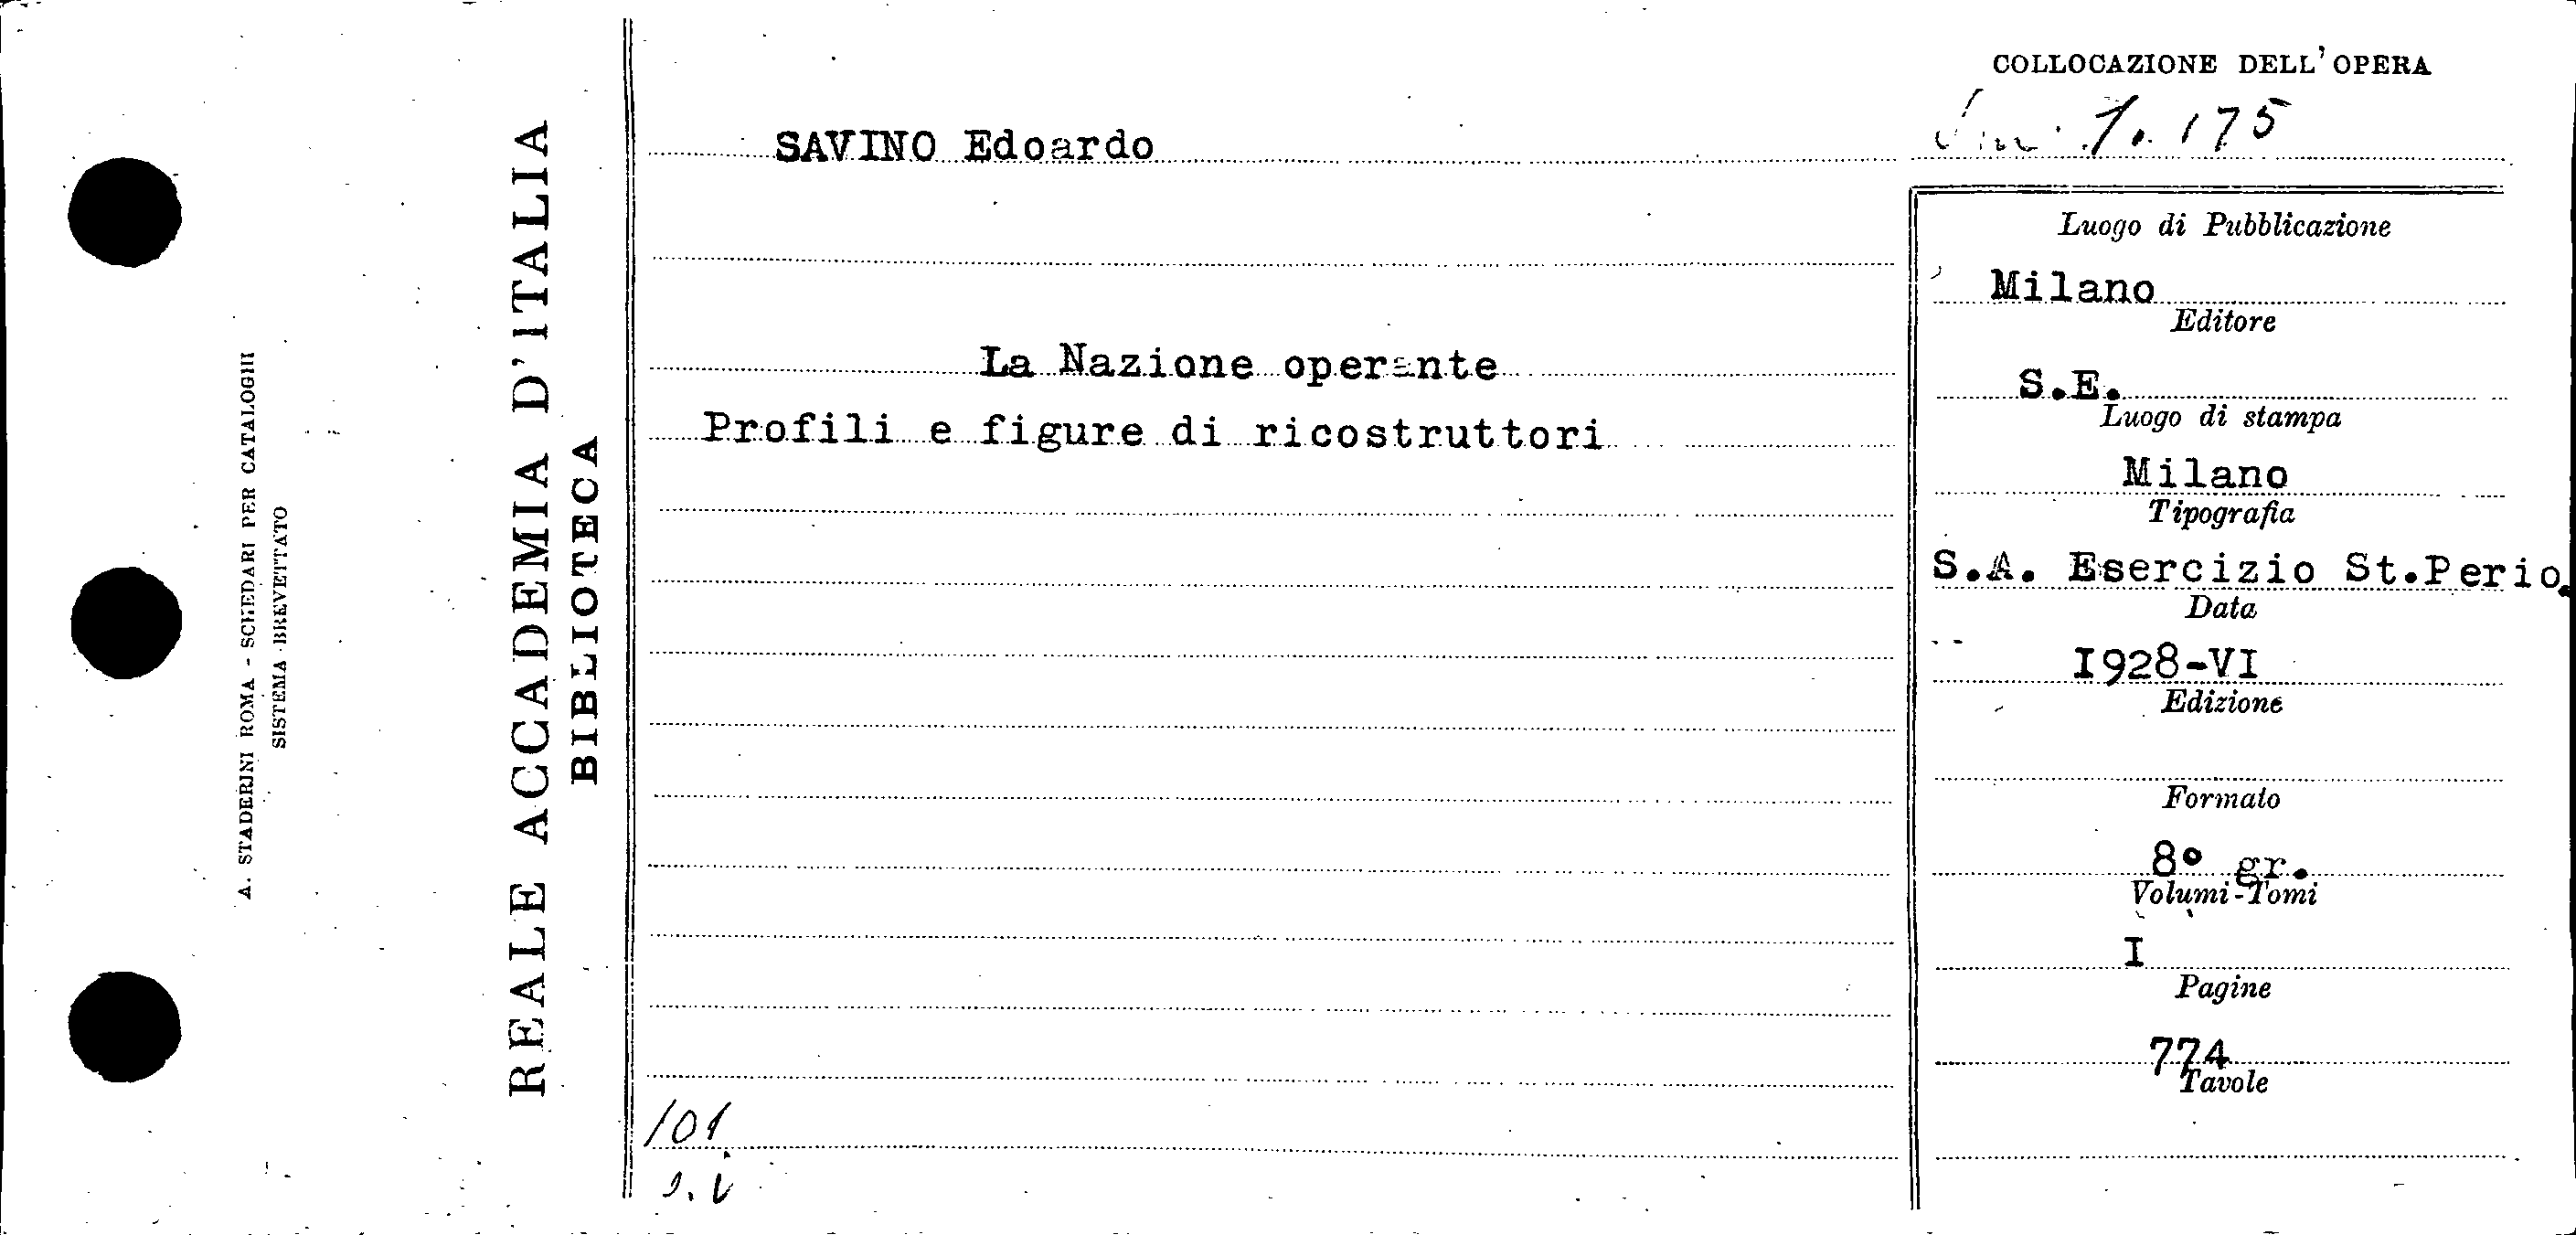 A. STADERINI ROMA - SCHEDARI PER CATALOGHI
SISTEMA BREVETTATO
REALE ACCADEMIA D'ITALIA
BIBLIOTECA
SAVINO Edoardo
La Nazione operante
Profili e figure di ricostruttori
101
COLLOCAZIONE DELL'OPERA
7. 175
Luogo di Pubblicazione
Milano
Editore
S.E.
Luogo di stampa
Milano
Tipografia
S.A. Esercizio St.Perio.
Data
I928-VI
Edizione
Formato
8° gr.
Volumi-Tomi
I
Pagine
774
Tavole